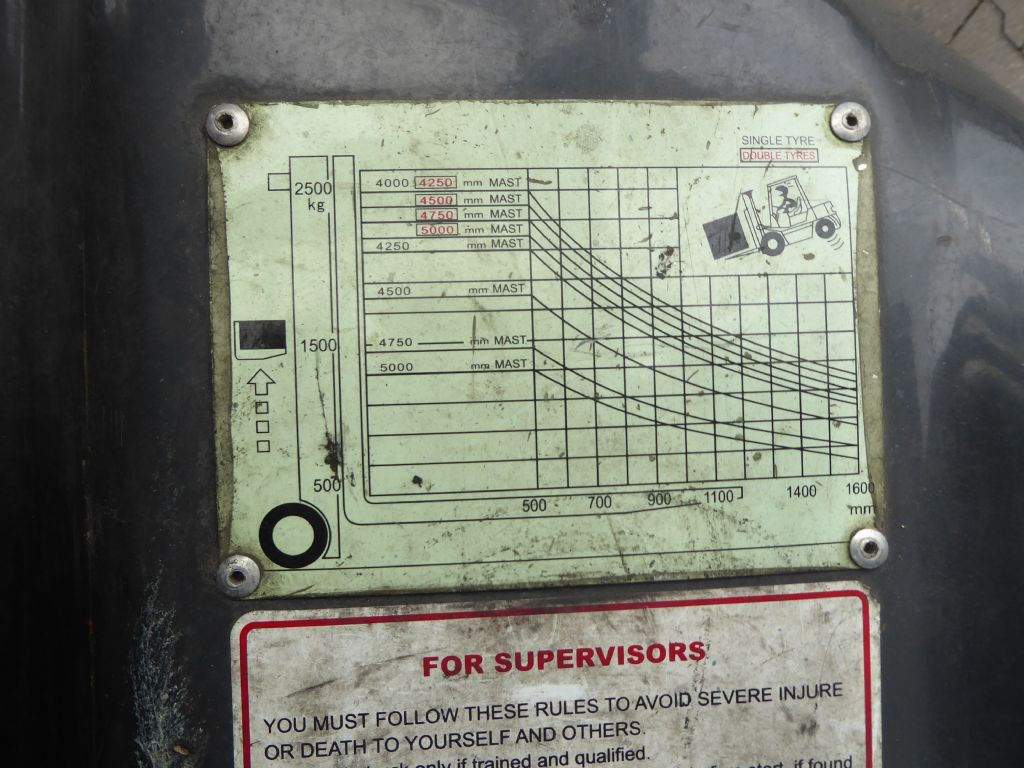 SINGLE TYRE
DOUBLE TYRES
2500
kg
4000 4250 mm MAST
4500 mm MAST
4750 mm MAST
5000 mm MAST
4250 mm MAST
4500 mm MAST
1500
4750 mm MAST
5000 mm MAST
500
500 700 900 1100 1400 1600
mm
FOR SUPERVISORS
YOU MUST FOLLOW THESE RULES TO AVOID SEVERE INJURE
OR DEATH TO YOURSELF AND OTHERS.
only if trained and qualified.
start, if found